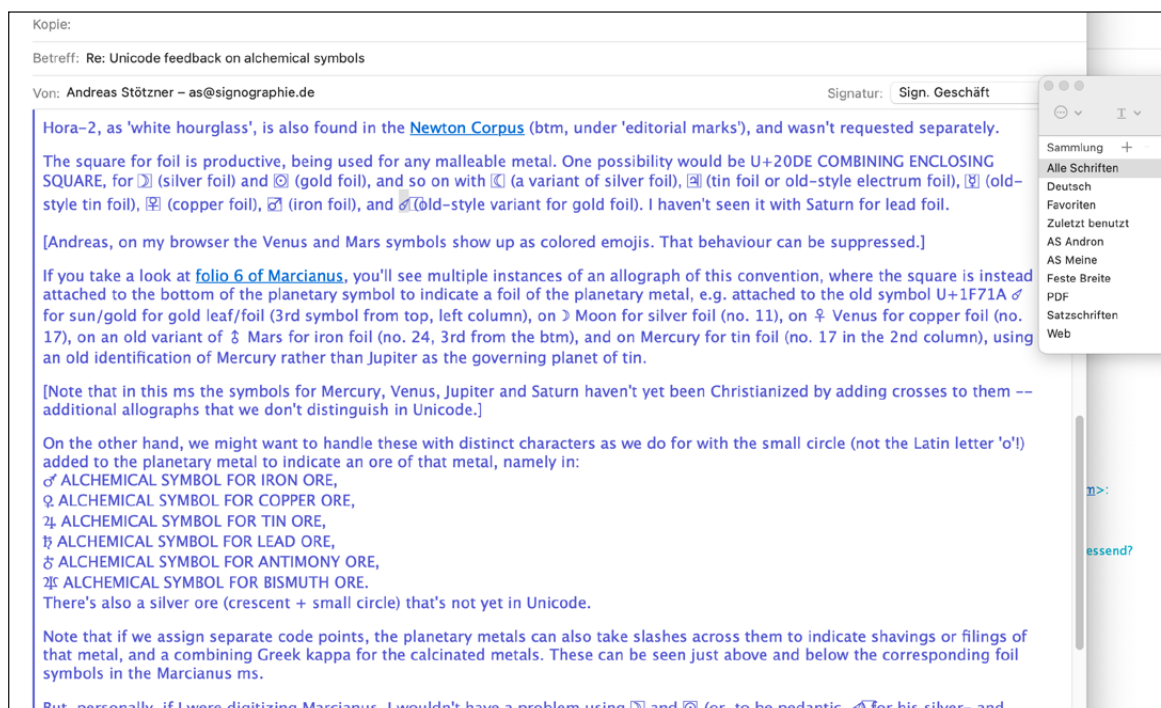 Kopie:
Betreff: Re: Unicode feedback on alchemical symbols
Von: Andreas Stötzner – as@signographie.de
Signatur: Sign. Geschäft
Hora-2, as 'white hourglass', is also found in the Newton Corpus (btm, under 'editorial marks'), and wasn't requested separately.
The square for foil is productive, being used for any malleable metal. One possibility would be U+20DE COMBINING ENCLOSING
SQUARE, for ☽⃞ (silver foil) and ☉⃞ (gold foil), and so on with ☾⃞ (a variant of silver foil), ♃⃞ (tin foil or old-style electrum foil), ☿⃞ (old-
style tin foil), ♀⃞ (copper foil), ♂⃞ (iron foil), and 🜚⃞ (old-style variant for gold foil). I haven't seen it with Saturn for lead foil.
[Andreas, on my browser the Venus and Mars symbols show up as colored emojis. That behaviour can be suppressed.]
If you take a look at folio 6 of Marcianus, you'll see multiple instances of an allograph of this convention, where the square is instead
attached to the bottom of the planetary symbol to indicate a foil of the planetary metal, e.g. attached to the old symbol U+1F71A 🜚
for sun/gold for gold leaf/foil (3rd symbol from top, left column), on ☽ Moon for silver foil (no. 11), on ♀ Venus for copper foil (no.
17), on an old variant of ⚦ Mars for iron foil (no. 24, 3rd from the btm), and on Mercury for tin foil (no. 17 in the 2nd column), using
an old identification of Mercury rather than Jupiter as the governing planet of tin.
[Note that in this ms the symbols for Mercury, Venus, Jupiter and Saturn haven't yet been Christianized by adding crosses to them --
additional allographs that we don't distinguish in Unicode.]
On the other hand, we might want to handle these with distinct characters as we do for with the small circle (not the Latin letter 'o'!)
added to the planetary metal to indicate an ore of that metal, namely in:
🜜 ALCHEMICAL SYMBOL FOR IRON ORE,
🜡 ALCHEMICAL SYMBOL FOR COPPER ORE,
🜩 ALCHEMICAL SYMBOL FOR TIN ORE,
🜪 ALCHEMICAL SYMBOL FOR LEAD ORE,
🜫 ALCHEMICAL SYMBOL FOR ANTIMONY ORE,
🜘 ALCHEMICAL SYMBOL FOR BISMUTH ORE.
There's also a silver ore (crescent + small circle) that's not yet in Unicode.
Note that if we assign separate code points, the planetary metals can also take slashes across them to indicate shavings or filings of
that metal, and a combining Greek kappa for the calcinated metals. These can be seen just above and below the corresponding foil
symbols in the Marcianus ms.
But, personally, if I were digitizing Marcianus, I wouldn't have a problem using ☽⃞ and ☉⃞ (or, to be pedantic, 🜚⃞ for his silver- and
Sammlung +
Alle Schriften
Deutsch
Favoriten
Zuletzt benutzt
AS Andron
AS Meine
Feste Breite
PDF
Satzschriften
Web
m>:
essend?